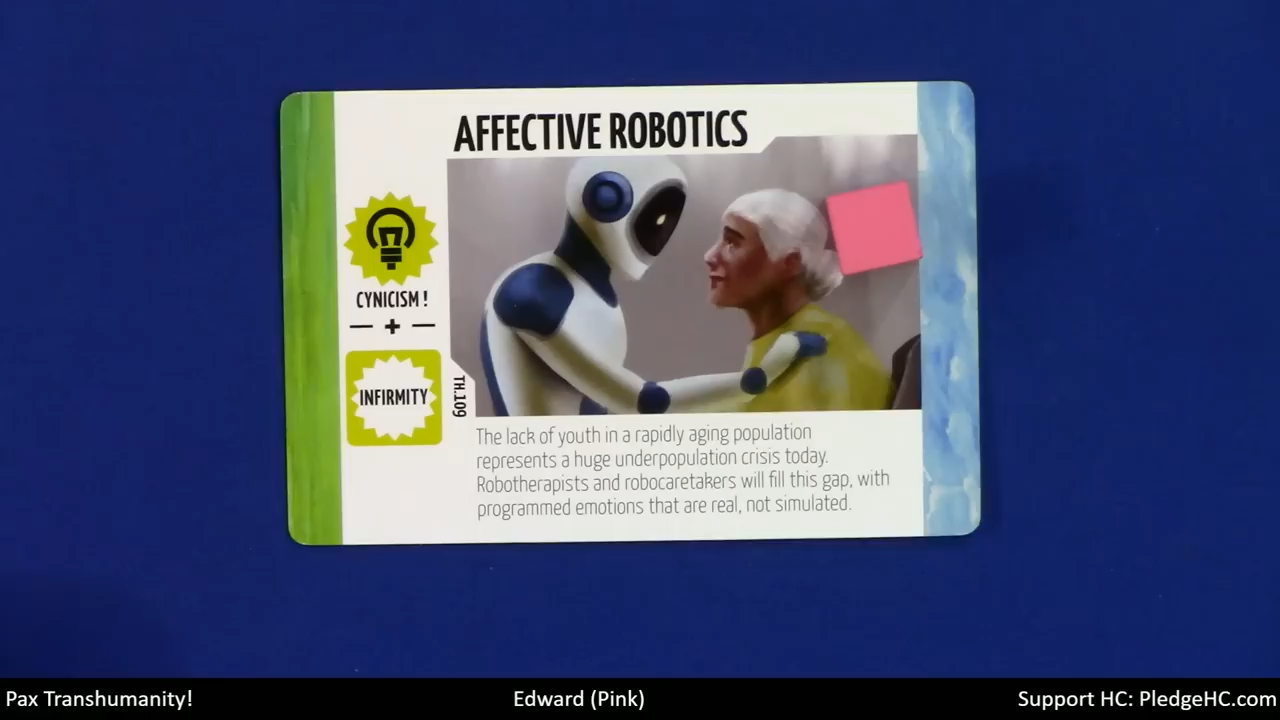 AFFECTIVE ROBOTICS
CYNICISM!
+
INFIRMITY
TH.109
The lack of youth in a rapidly aging population
represents a huge underpopulation crisis today.
Robotherapists and robocaretakers will fill this gap, with
programmed emotions that are real, not simulated.
Pax Transhumanity!
Edward (Pink)
Support HC: PledgeHC.com